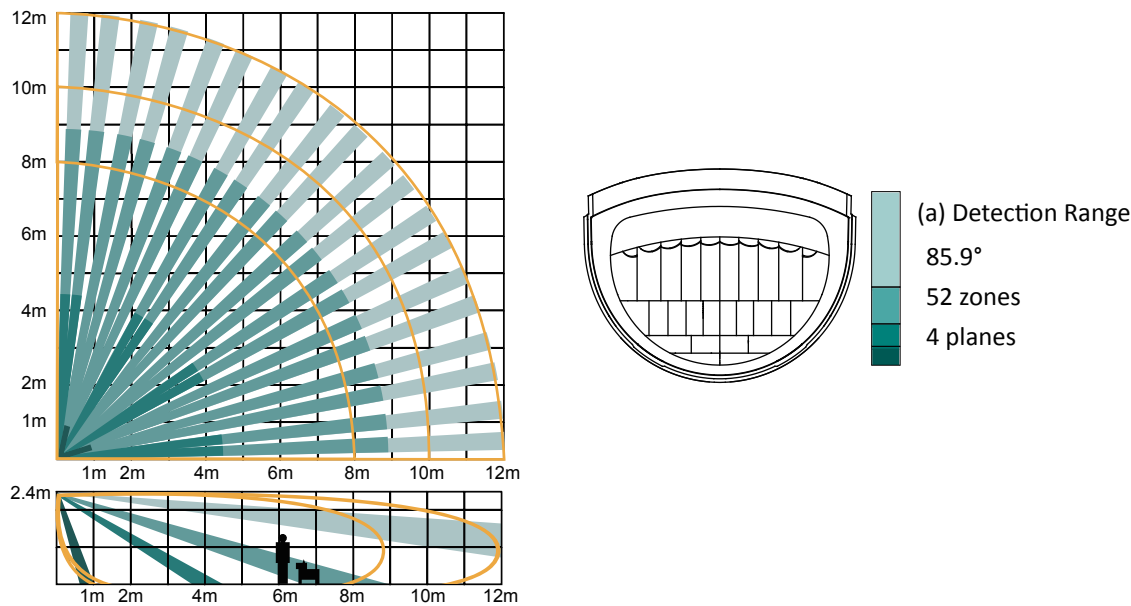 12m
10m
8m
6m
4m
2m
1m
1m 2m 4m 6m 8m 10m 12m
2.4m
1m 2m 4m 6m 8m 10m 12m
(a) Detection Range
85.9°
52 zones
4 planes